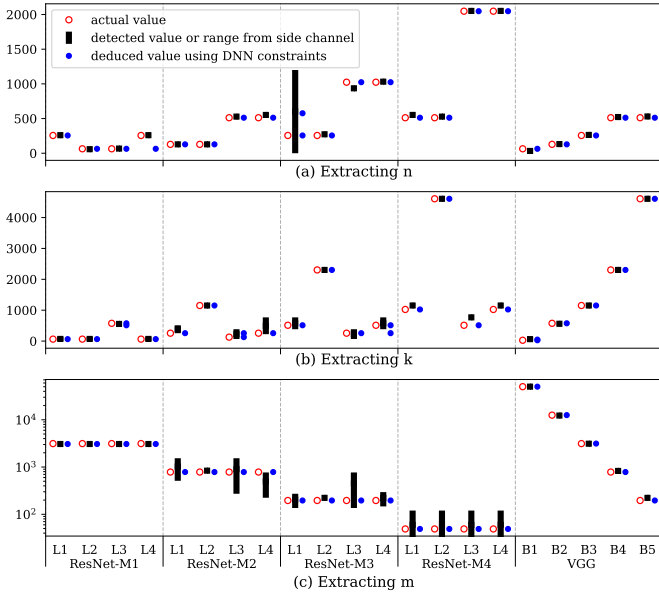 2000
1500
1000
500
0
actual value
detected value or range from side channel
deduced value using DNN constraints
(a) Extracting n
4000
3000
2000
1000
0
(b) Extracting k
10^4
10^3
10^2
L1 L2 L3 L4 L1 L2 L3 L4 L1 L2 L3 L4 L1 L2 L3 L4 B1 B2 B3 B4 B5
ResNet-M1 ResNet-M2 ResNet-M3 ResNet-M4 VGG
(c) Extracting m